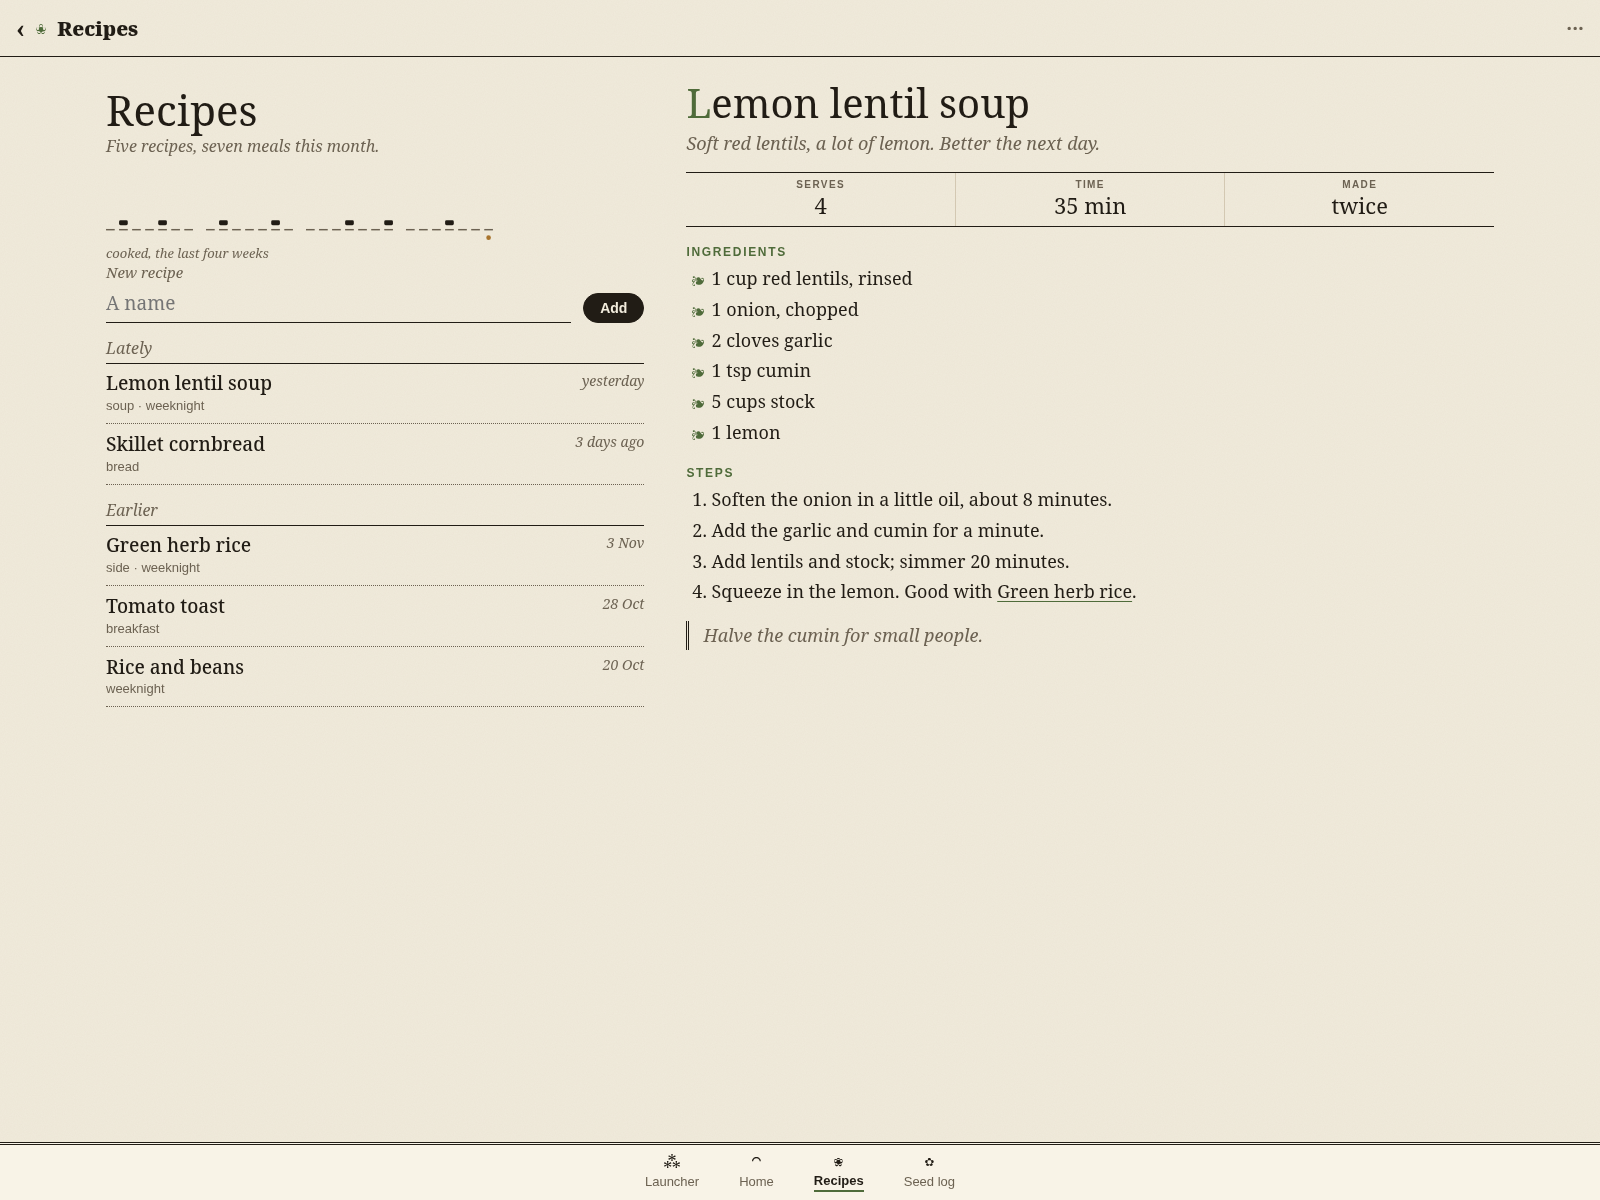 Recipes
Recipes
Five recipes, seven meals this month.
cooked, the last four weeks
New recipe
A name
Add
Lately
Lemon lentil soup
yesterday
soup · weeknight
Skillet cornbread
3 days ago
bread
Earlier
Green herb rice
3 Nov
side · weeknight
Tomato toast
28 Oct
breakfast
Rice and beans
20 Oct
weeknight
Lemon lentil soup
Soft red lentils, a lot of lemon. Better the next day.
SERVES
4
TIME
35 min
MADE
twice
INGREDIENTS
1 cup red lentils, rinsed
1 onion, chopped
2 cloves garlic
1 tsp cumin
5 cups stock
1 lemon
STEPS
1. Soften the onion in a little oil, about 8 minutes.
2. Add the garlic and cumin for a minute.
3. Add lentils and stock; simmer 20 minutes.
4. Squeeze in the lemon. Good with Green herb rice.
Halve the cumin for small people.
Launcher
Home
Recipes
Seed log